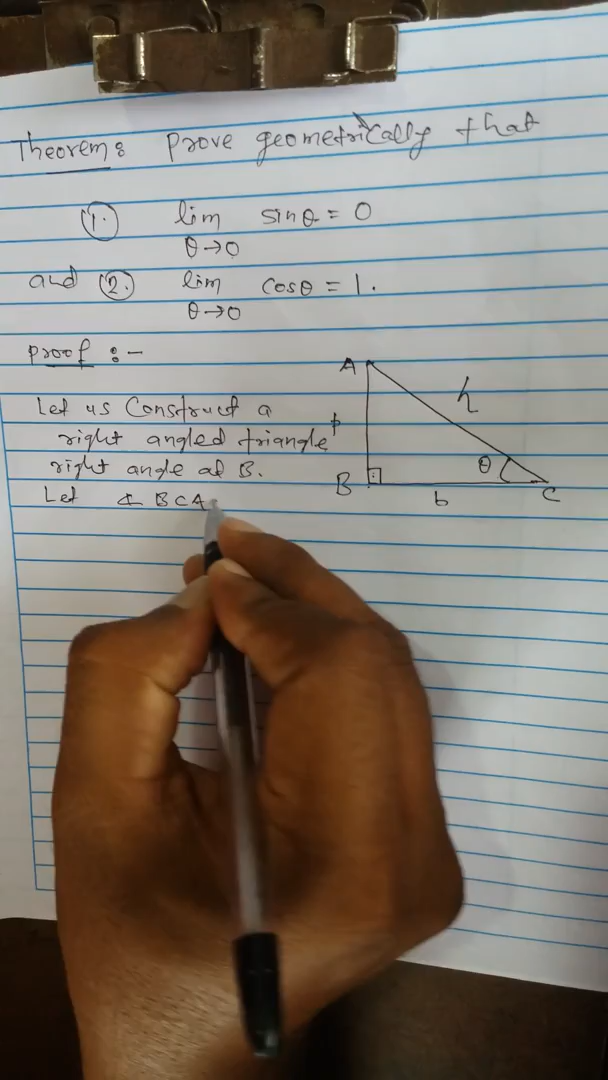 Theorem: Prove geometrically that
1. lim sinθ = 0
θ→0
and 2. lim cosθ = 1.
θ→0
Proof :-
Let us Construct a
right angled triangle
right angle at B.
Let ∠ BCA
A
h
p
θ
B
b
C